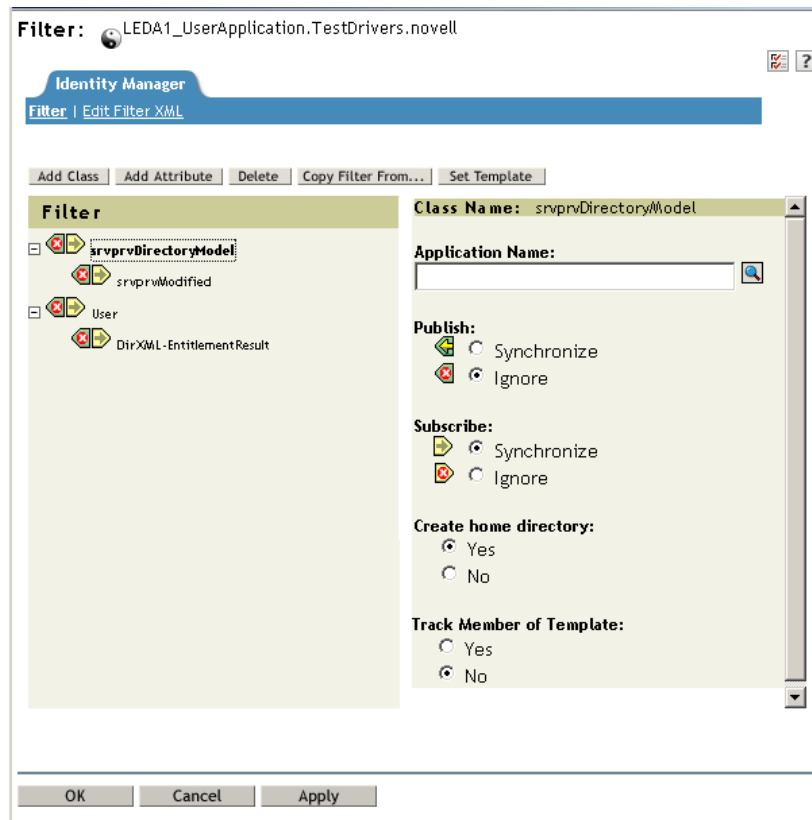 Filter: LEDA1_UserApplication.TestDrivers.novell
?
Identity Manager
Filter | Edit Filter XML
Add Class Add Attribute Delete Copy Filter From... Set Template
Filter
srvprvDirectoryModel
srvprvModified
User
DirXML-EntitlementResult
Class Name: srvprvDirectoryModel
Application Name:
Publish:
Synchronize
Ignore
Subscribe:
Synchronize
Ignore
Create home directory:
Yes
No
Track Member of Template:
Yes
No
OK Cancel Apply